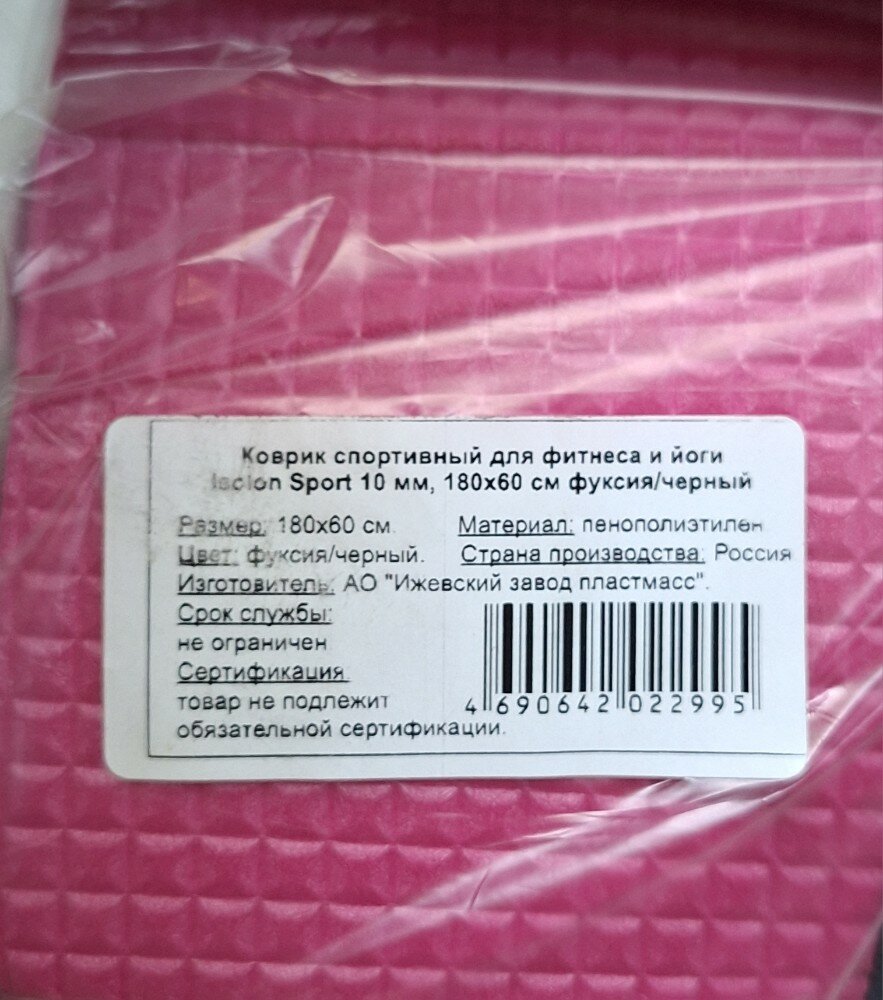 Коврик спортивный для фитнеса и йоги
Isolon Sport 10 мм, 180х60 см фуксия/черный
Размер: 180х60 см. Материал: пенополиэтилен
Цвет: фуксия/черный. Страна производства: Россия
Изготовитель: АО "Ижевский завод пластмасс".
Срок службы:
не ограничен
Сертификация
товар не подлежит
обязательной сертификации.
4 690642 022995